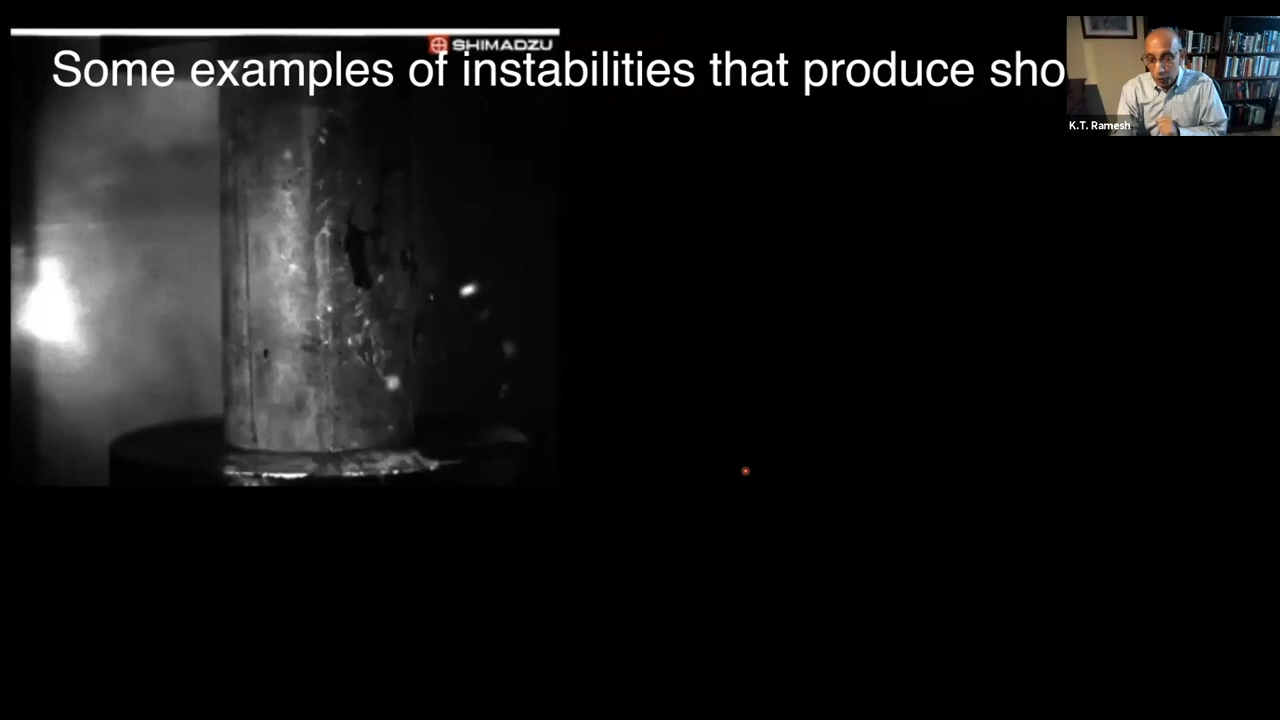 SHIMADZU
Some examples of instabilities that produce sho
K.T. Ramesh